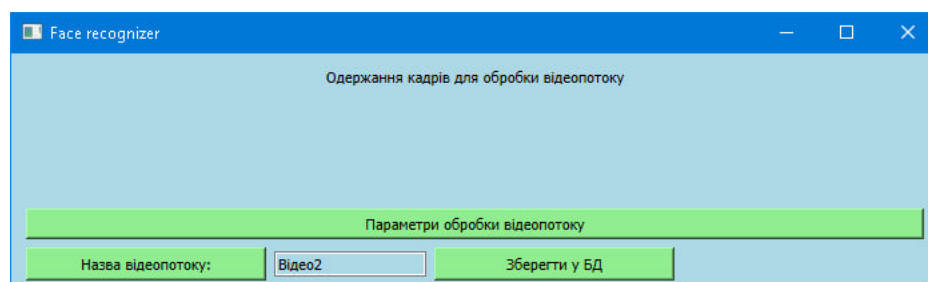 Face recognizer
Одержання кадрів для обробки відеопотоку
Параметри обробки відеопотоку
Назва відеопотоку: Відео2 Зберегти у БД